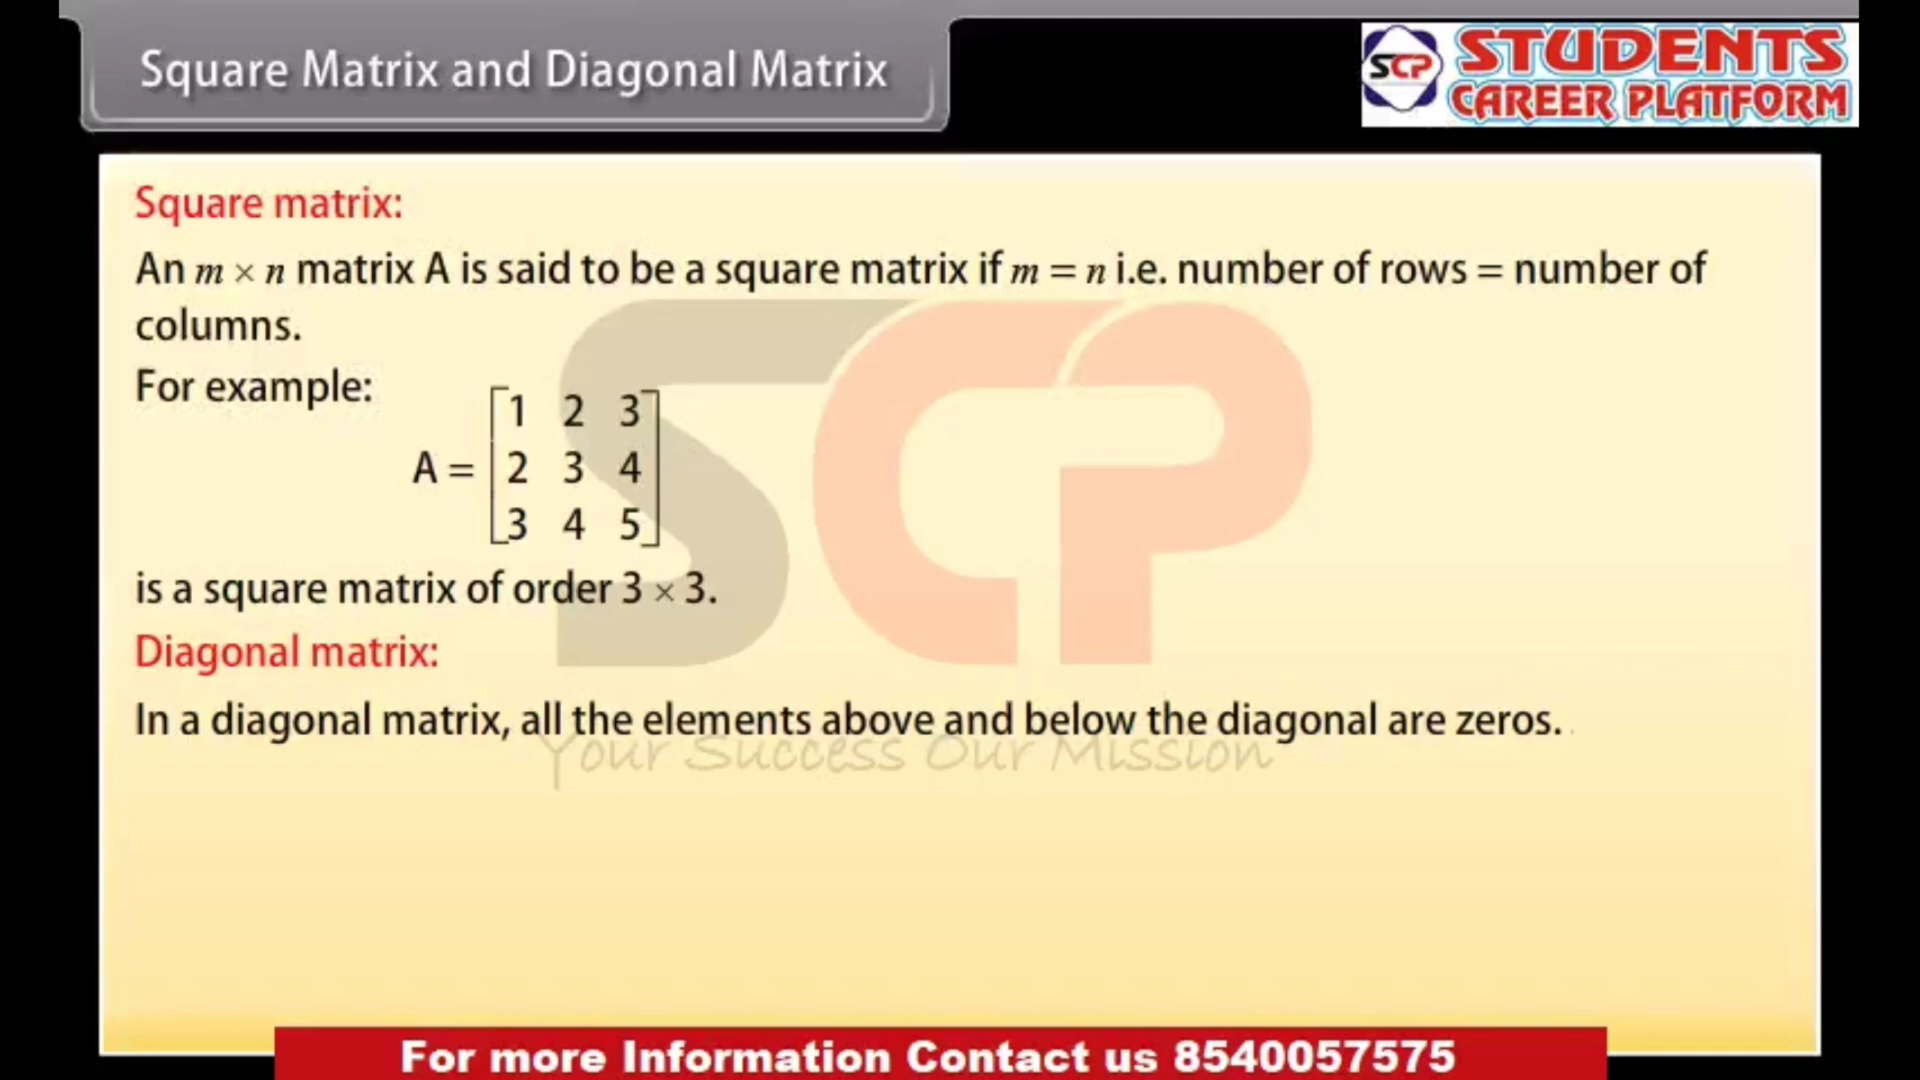 Square Matrix and Diagonal Matrix
SCP STUDENTS
CAREER PLATFORM
Square matrix:
An m × n matrix A is said to be a square matrix if m = n i.e. number of rows = number of
columns.
For example:
1 2 3
A = 2 3 4
3 4 5
is a square matrix of order 3 × 3.
Diagonal matrix:
In a diagonal matrix, all the elements above and below the diagonal are zeros.
SCP
Your Success Our Mission
For more Information Contact us 8540057575